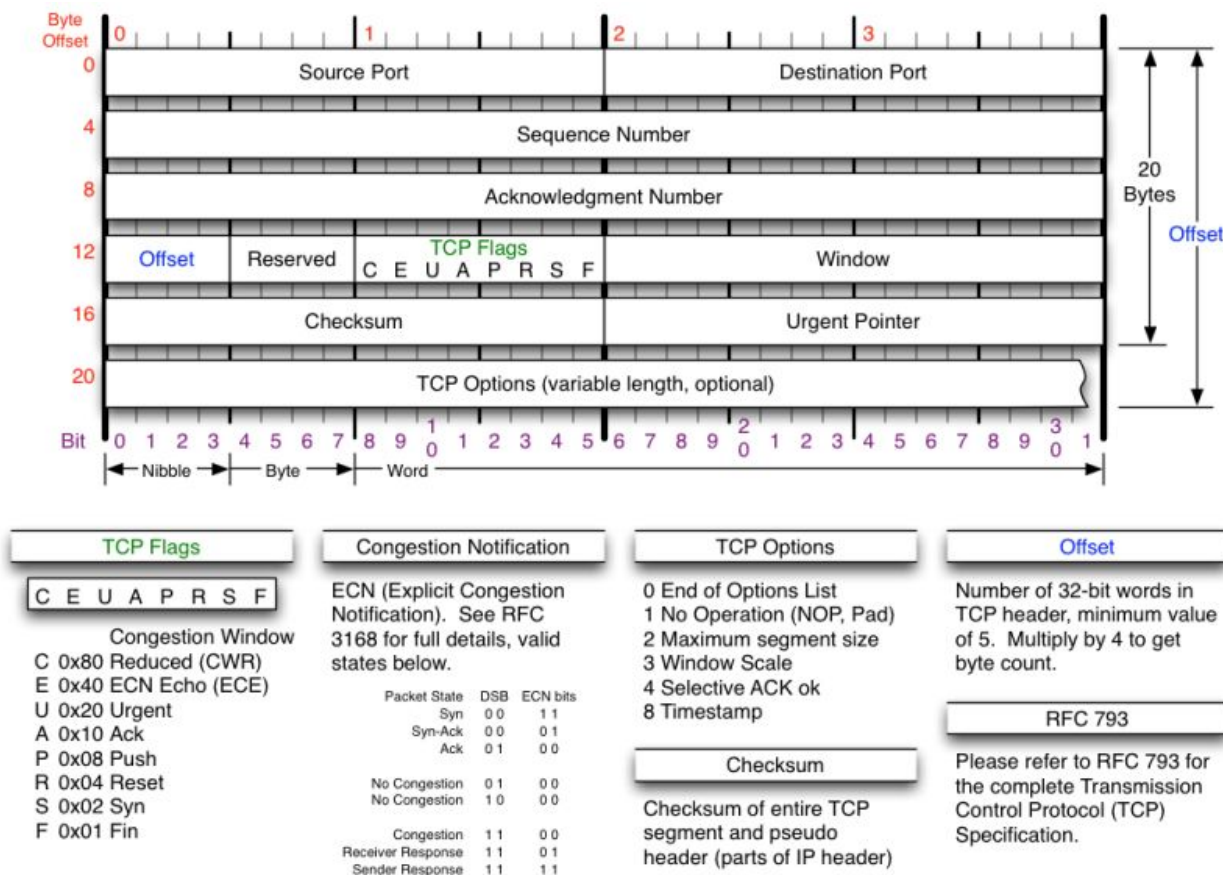 Byte
Offset
0 1 2 3
0 Source Port Destination Port
4 Sequence Number
8 Acknowledgment Number
20
Bytes
Offset
12 Offset Reserved TCP Flags Window
C E U A P R S F
16 Checksum Urgent Pointer
20 TCP Options (variable length, optional)
Bit 0 1 2 3 4 5 6 7 8 9 10 1 2 3 4 5 6 7 8 9 20 1 2 3 4 5 6 7 8 9 30 1
Nibble Byte Word
TCP Flags
C E U A P R S F
Congestion Window
C 0x80 Reduced (CWR)
E 0x40 ECN Echo (ECE)
U 0x20 Urgent
A 0x10 Ack
P 0x08 Push
R 0x04 Reset
S 0x02 Syn
F 0x01 Fin
Congestion Notification
ECN (Explicit Congestion
Notification). See RFC
3168 for full details, valid
states below.
Packet State DSB ECN bits
Syn 0 0 1 1
Syn-Ack 0 0 0 1
Ack 0 1 0 0
No Congestion 0 1 0 0
No Congestion 1 0 0 0
Congestion 1 1 0 0
Receiver Response 1 1 0 1
Sender Response 1 1 1 1
TCP Options
0 End of Options List
1 No Operation (NOP, Pad)
2 Maximum segment size
3 Window Scale
4 Selective ACK ok
8 Timestamp
Checksum
Checksum of entire TCP
segment and pseudo
header (parts of IP header)
Offset
Number of 32-bit words in
TCP header, minimum value
of 5. Multiply by 4 to get
byte count.
RFC 793
Please refer to RFC 793 for
the complete Transmission
Control Protocol (TCP)
Specification.